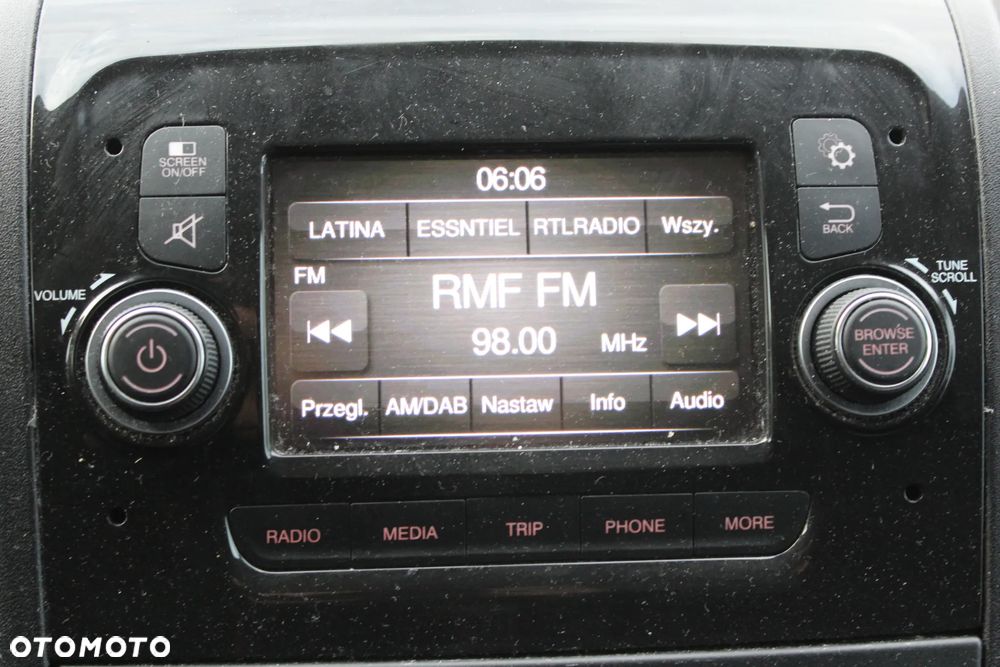 SCREEN
ON/OFF
06:06
LATINA ESSNTIEL RTLRADIO Wszy.
BACK
VOLUME
FM
RMF FM
98.00 MHz
TUNE
SCROLL
BROWSE
ENTER
Przegl. AM/DAB Nastaw Info Audio
RADIO MEDIA TRIP PHONE MORE
OTOMOTO